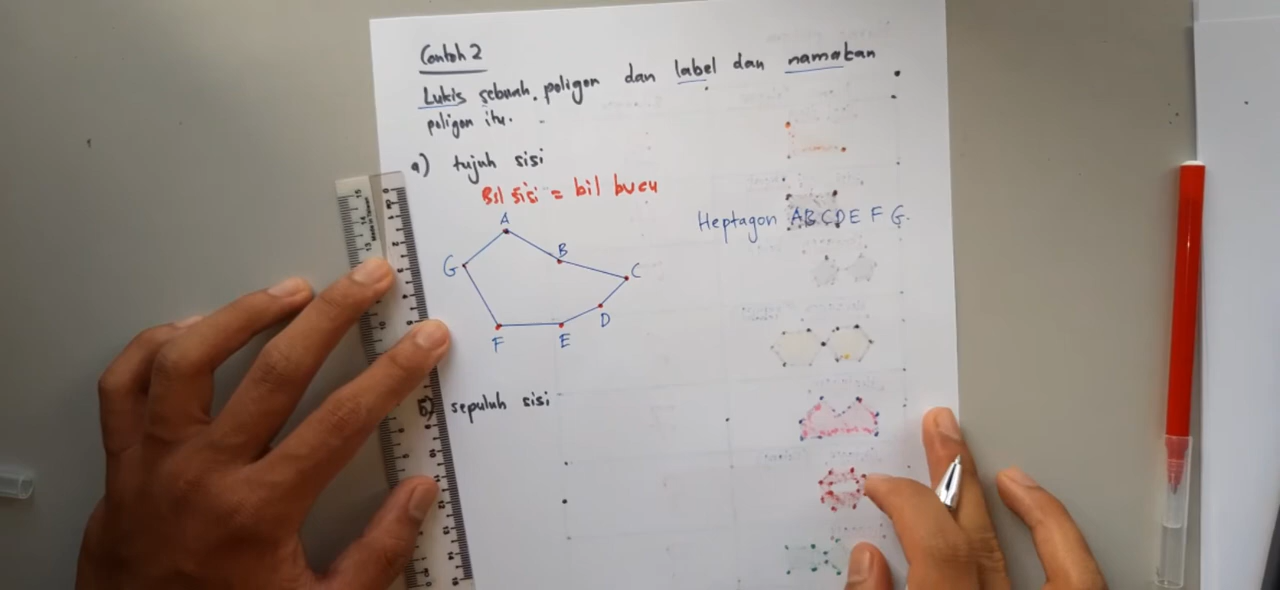 Contoh 2
Lukis sebuah poligon dan label dan namakan
poligon itu.
a) tujuh sisi
Bil sisi = bil bucu
A
B
G
C
D
F
E
Heptagon ABCDE F G.
b) sepuluh sisi